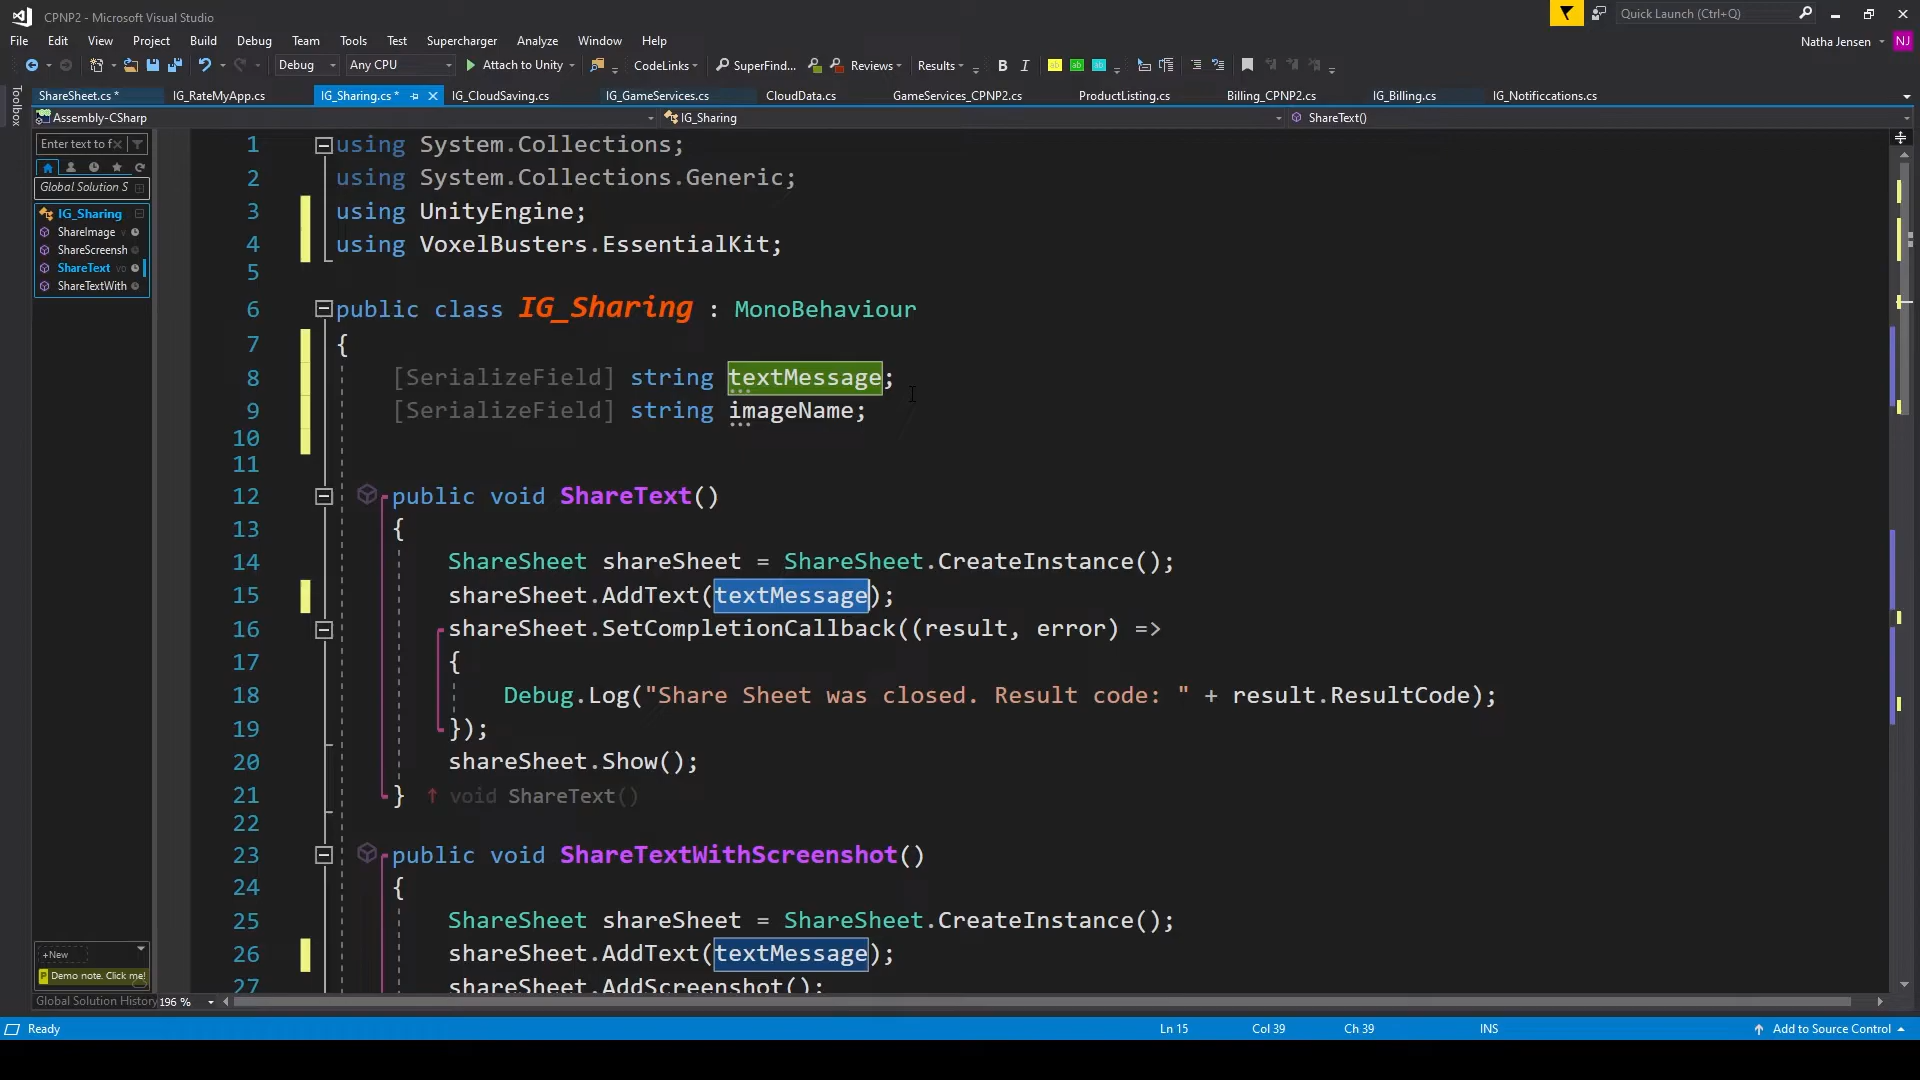 CPNP2 - Microsoft Visual Studio
Quick Launch (Ctrl+Q)
File Edit View Project Build Debug Team Tools Test Supercharger Analyze Window Help
Natha Jensen NJ
Debug Any CPU Attach to Unity CodeLinks SuperFind... Reviews Results B I ab ab ab
ShareSheet.cs * IG_RateMyApp.cs IG_Sharing.cs * IG_CloudSaving.cs IG_GameServices.cs CloudData.cs GameServices_CPNP2.cs ProductListing.cs Billing_CPNP2.cs IG_Billing.cs IG_Notificcations.cs
Toolbox
Assembly-CSharp IG_Sharing ShareText()
Enter text to f
Global Solution S
IG_Sharing
ShareImage v
ShareScreensh
ShareText vo
ShareTextWith
+New
Demo note. Click me!
Global Solution History
1 using System.Collections;
2 using System.Collections.Generic;
3 using UnityEngine;
4 using VoxelBusters.EssentialKit;
5
6 public class IG_Sharing : MonoBehaviour
7 {
8 [SerializeField] string textMessage;
9 [SerializeField] string imageName;
10
11
12 public void ShareText()
13 {
14 ShareSheet shareSheet = ShareSheet.CreateInstance();
15 shareSheet.AddText(textMessage);
16 shareSheet.SetCompletionCallback((result, error) =>
17 {
18 Debug.Log("Share Sheet was closed. Result code: " + result.ResultCode);
19 });
20 shareSheet.Show();
21 } ↑ void ShareText()
22
23 public void ShareTextWithScreenshot()
24 {
25 ShareSheet shareSheet = ShareSheet.CreateInstance();
26 shareSheet.AddText(textMessage);
27 shareSheet.AddScreenshot();
196 %
Ready Ln 15 Col 39 Ch 39 INS Add to Source Control